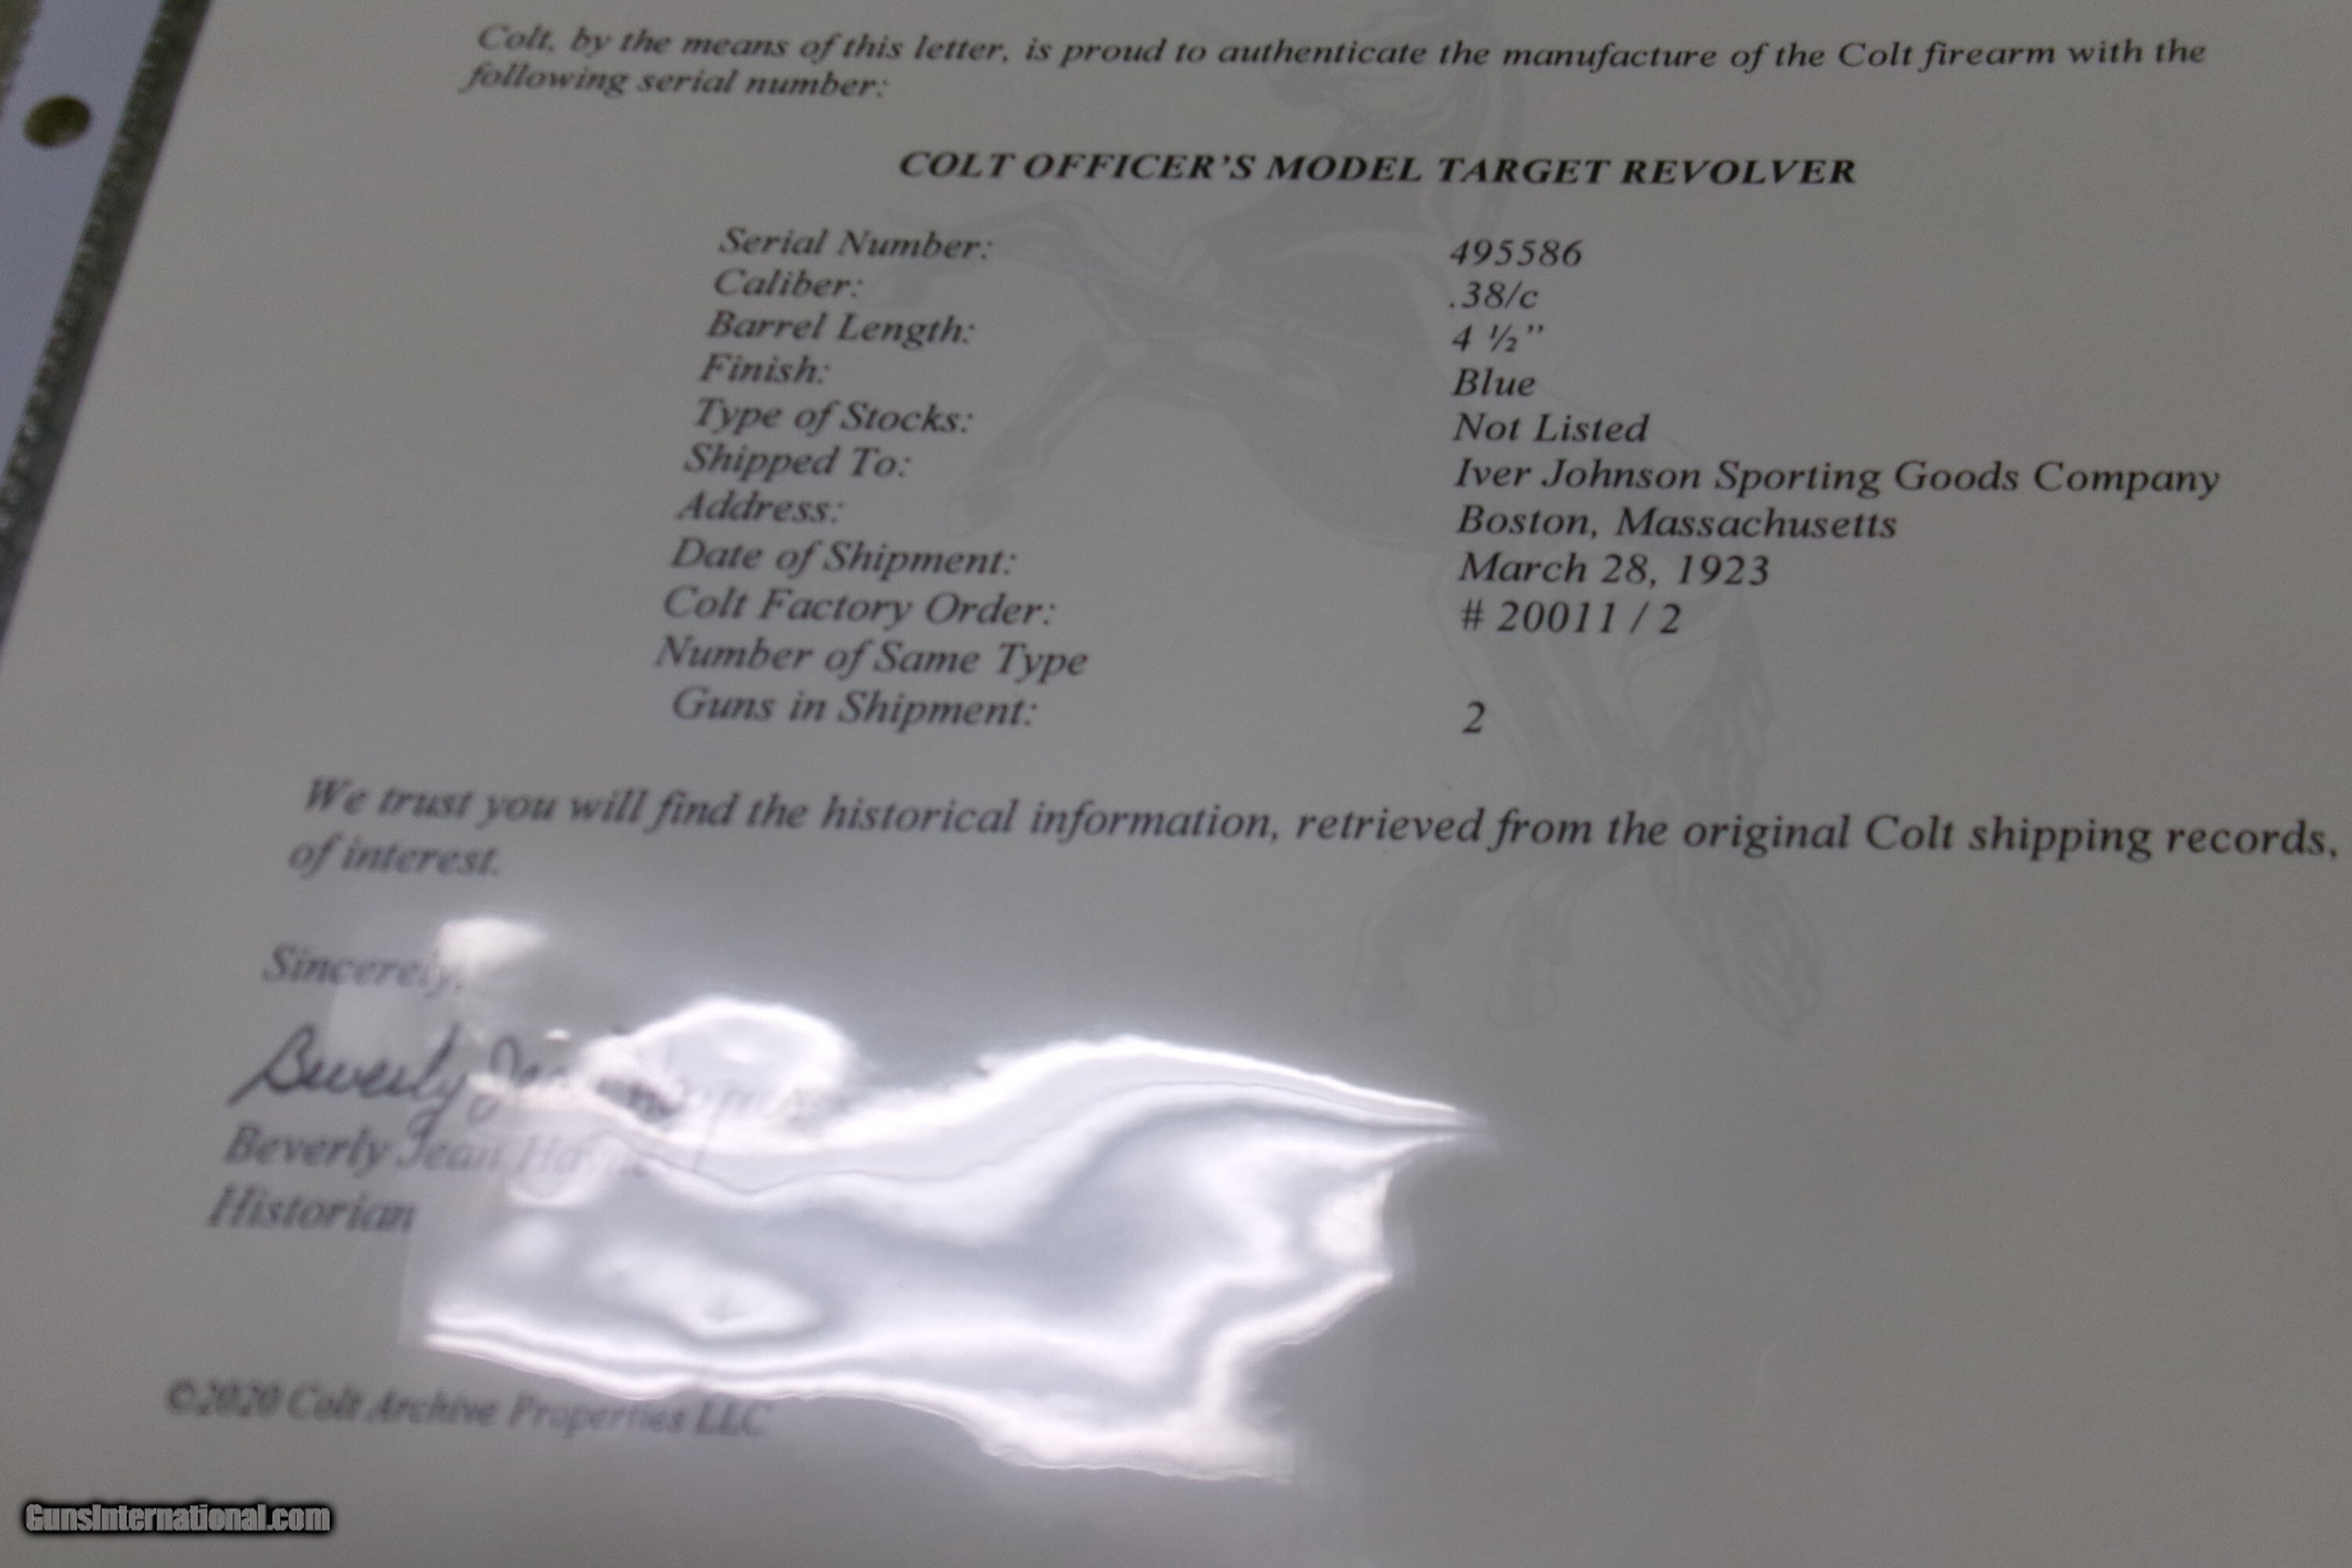 Colt, by the means of this letter, is proud to authenticate the manufacture of the Colt firearm with the
following serial number:
COLT OFFICER'S MODEL TARGET REVOLVER
Serial Number: 495586
Caliber: .38/c
Barrel Length: 4 ½"
Finish: Blue
Type of Stocks: Not Listed
Shipped To: Iver Johnson Sporting Goods Company
Address: Boston, Massachusetts
Date of Shipment: March 28, 1923
Colt Factory Order: # 20011 / 2
Number of Same Type
Guns in Shipment: 2
We trust you will find the historical information, retrieved from the original Colt shipping records,
of interest.
Sincerely,
Beverly Jean
Beverly Jean
Historian
©2020 Colt Archive Properties LLC
GunsInternational.com